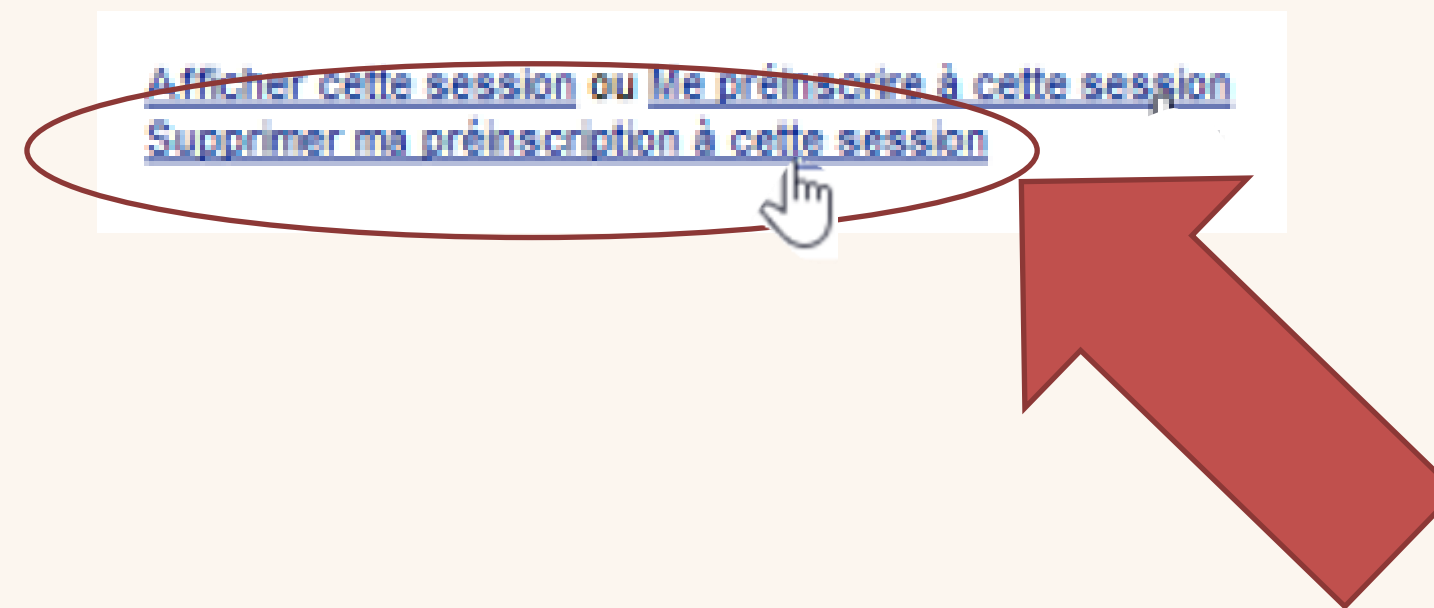 Afficher cette session ou Me préinscrire à cette session
Supprimer ma préinscription à cette session